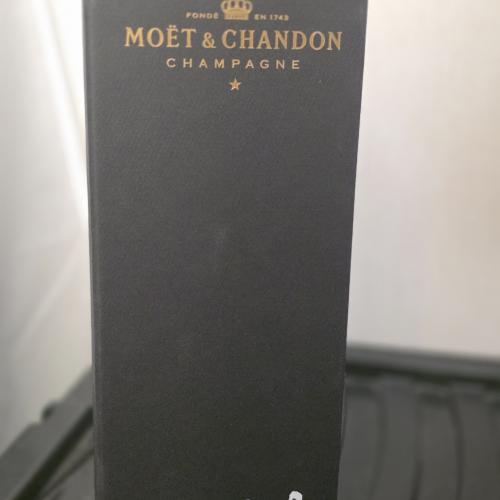 FONDÉ EN 1743
MOËT & CHANDON
CHAMPAGNE